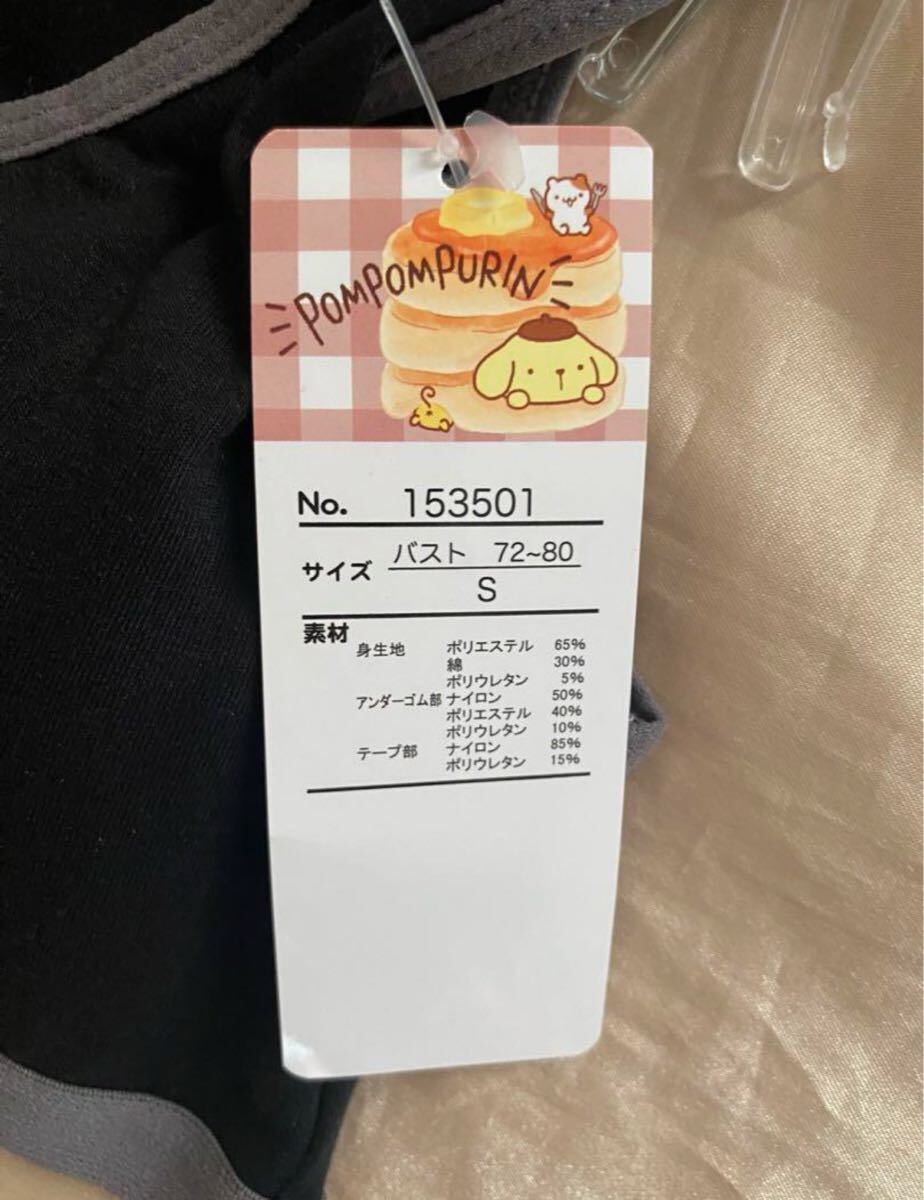 POMPOMPURIN
No. 153501
サイズ バスト 72~80
S
素材
身生地 ポリエステル 65%
綿 30%
ポリウレタン 5%
アンダーゴム部 ナイロン 50%
ポリエステル 40%
ポリウレタン 10%
テープ部 ナイロン 85%
ポリウレタン 15%